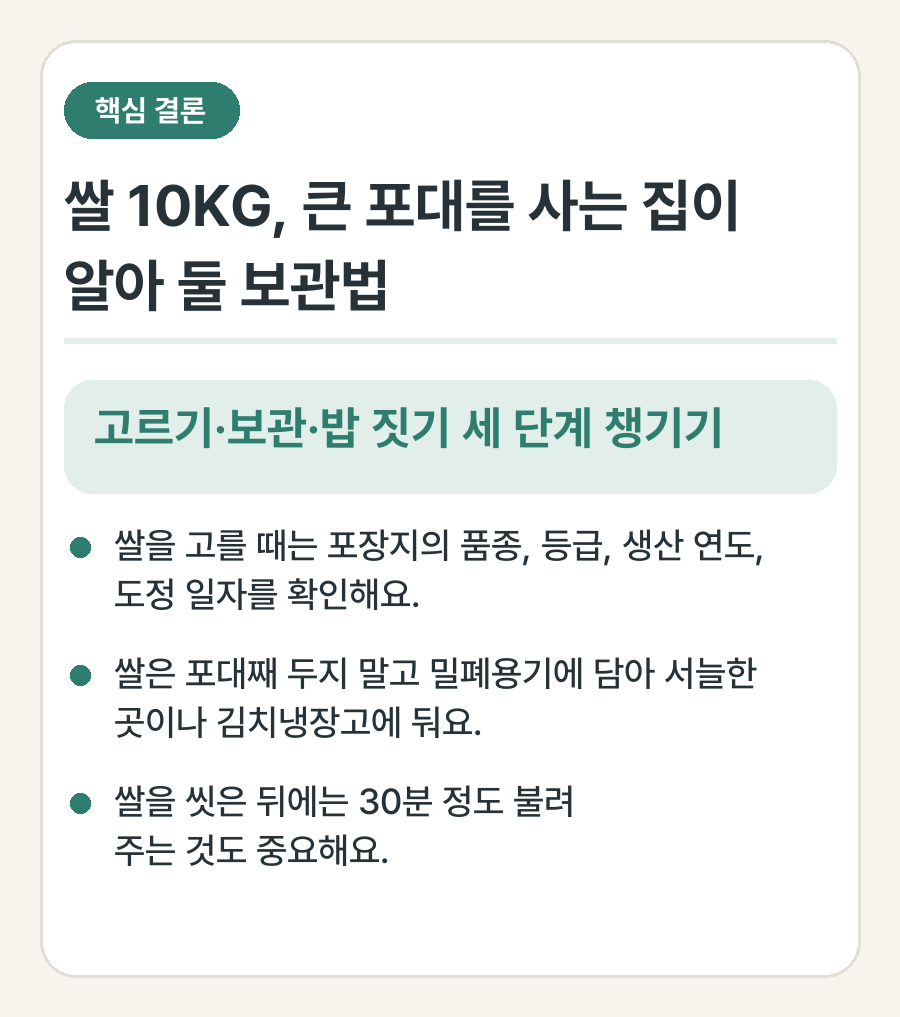 핵심 결론
쌀 10KG, 큰 포대를 사는 집이
알아 둘 보관법
고르기·보관·밥 짓기 세 단계 챙기기
쌀을 고를 때는 포장지의 품종, 등급, 생산 연도,
도정 일자를 확인해요.
쌀은 포대째 두지 말고 밀폐용기에 담아 서늘한
곳이나 김치냉장고에 둬요.
쌀을 씻은 뒤에는 30분 정도 불려
주는 것도 중요해요.